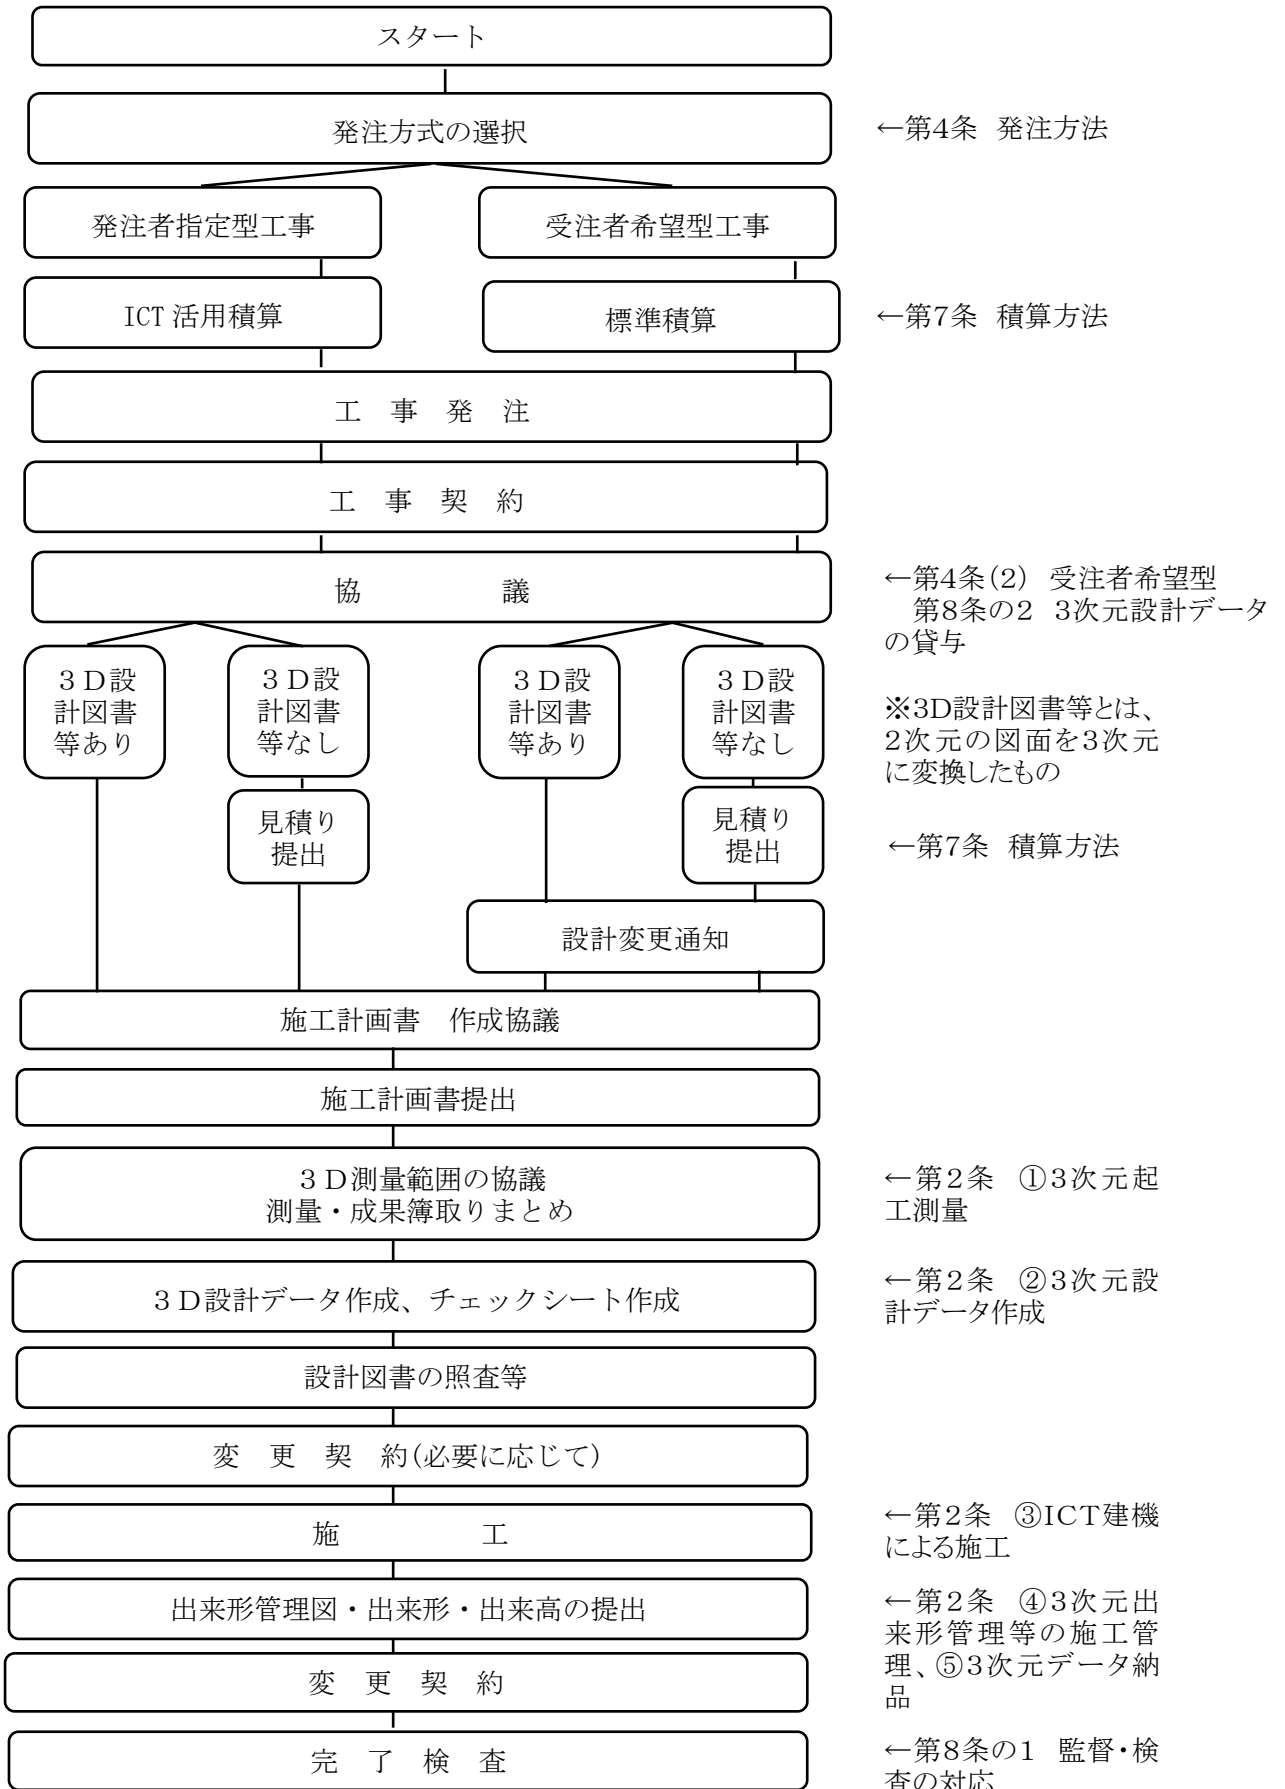 スタート
発注方式の選択
←第4条 発注方法
発注者指定型工事
受注者希望型工事
ICT 活用積算
標準積算
←第7条 積算方法
工 事 発 注
工 事 契 約
協 議
←第4条(2) 受注者希望型
第8条の2 3次元設計データ
の貸与
3D設
計図書
等あり
3D設
計図書
等なし
3D設
計図書
等あり
3D設
計図書
等なし
※3D設計図書等とは、
2次元の図面を3次元
に変換したもの
見積り
提出
見積り
提出
←第7条 積算方法
設計変更通知
施工計画書 作成協議
施工計画書提出
3D測量範囲の協議
測量・成果簿取りまとめ
←第2条 ①3次元起
工測量
3D設計データ作成、チェックシート作成
←第2条 ②3次元設
計データ作成
設計図書の照査等
変 更 契 約(必要に応じて)
施 工
←第2条 ③ICT建機
による施工
出来形管理図・出来形・出来高の提出
←第2条 ④3次元出
来形管理等の施工管
理、⑤3次元データ納
品
変 更 契 約
完 了 検 査
←第8条の1 監督・検
査の対応